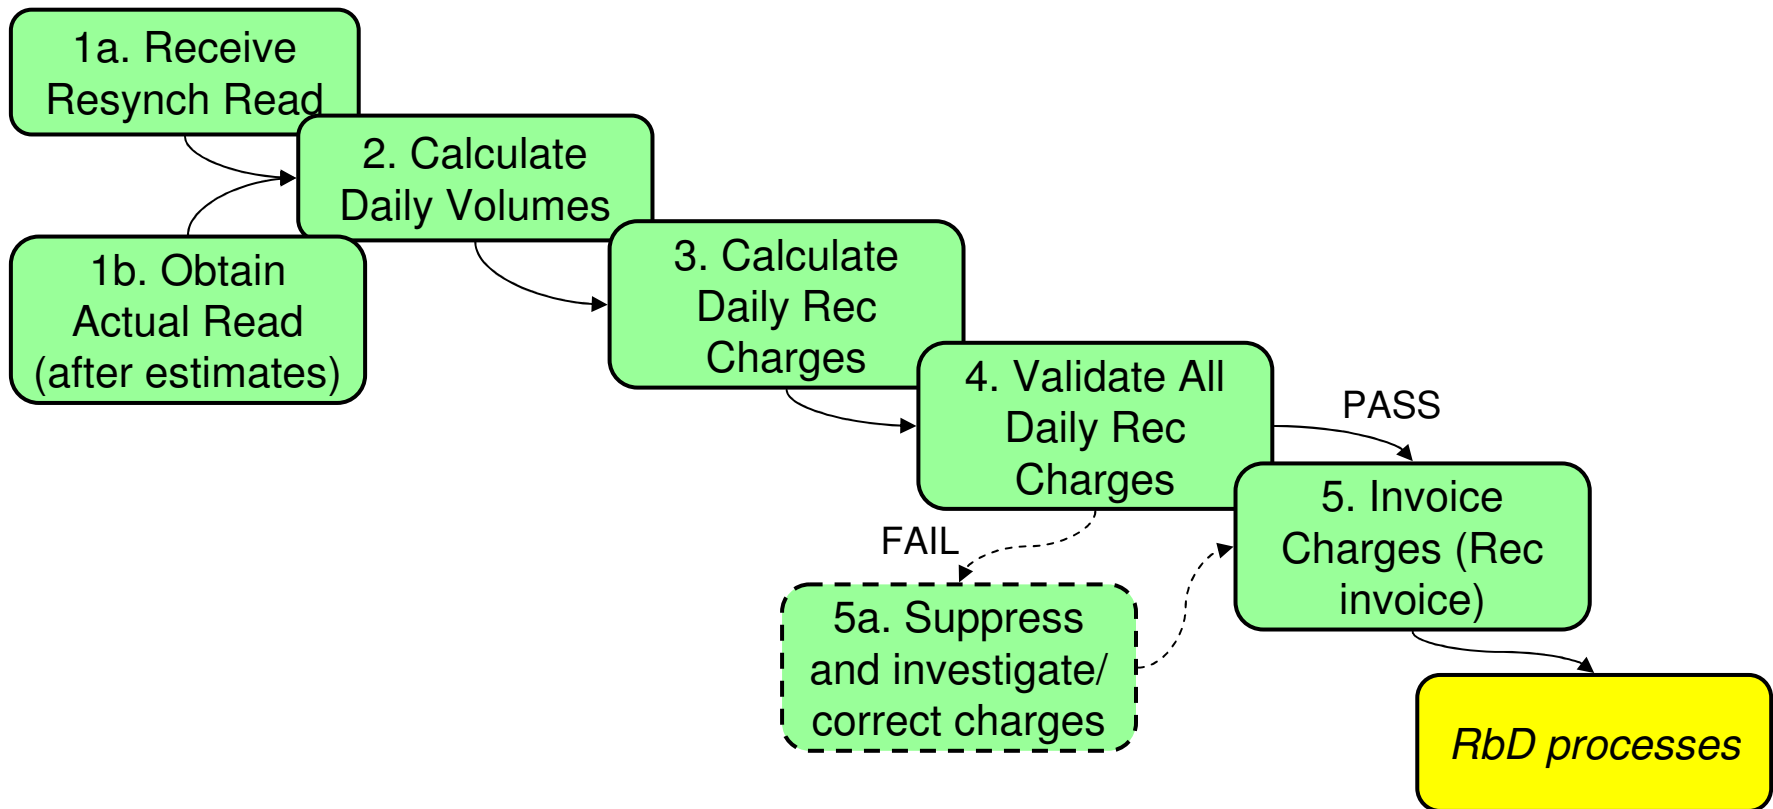 1a. Receive
Resynch Read
2. Calculate
Daily Volumes
1b. Obtain
Actual Read
(after estimates)
3. Calculate
Daily Rec
Charges
4. Validate All
Daily Rec
Charges
PASS
5. Invoice
Charges (Rec
invoice)
FAIL
5a. Suppress
and investigate/
correct charges
RbD processes